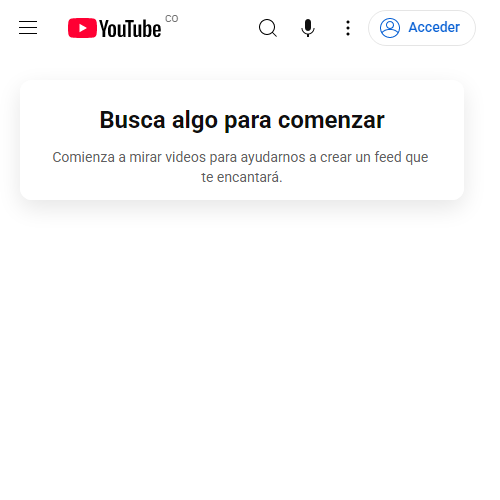 YouTube CO
Acceder
Busca algo para comenzar
Comienza a mirar videos para ayudarnos a crear un feed que
te encantará.